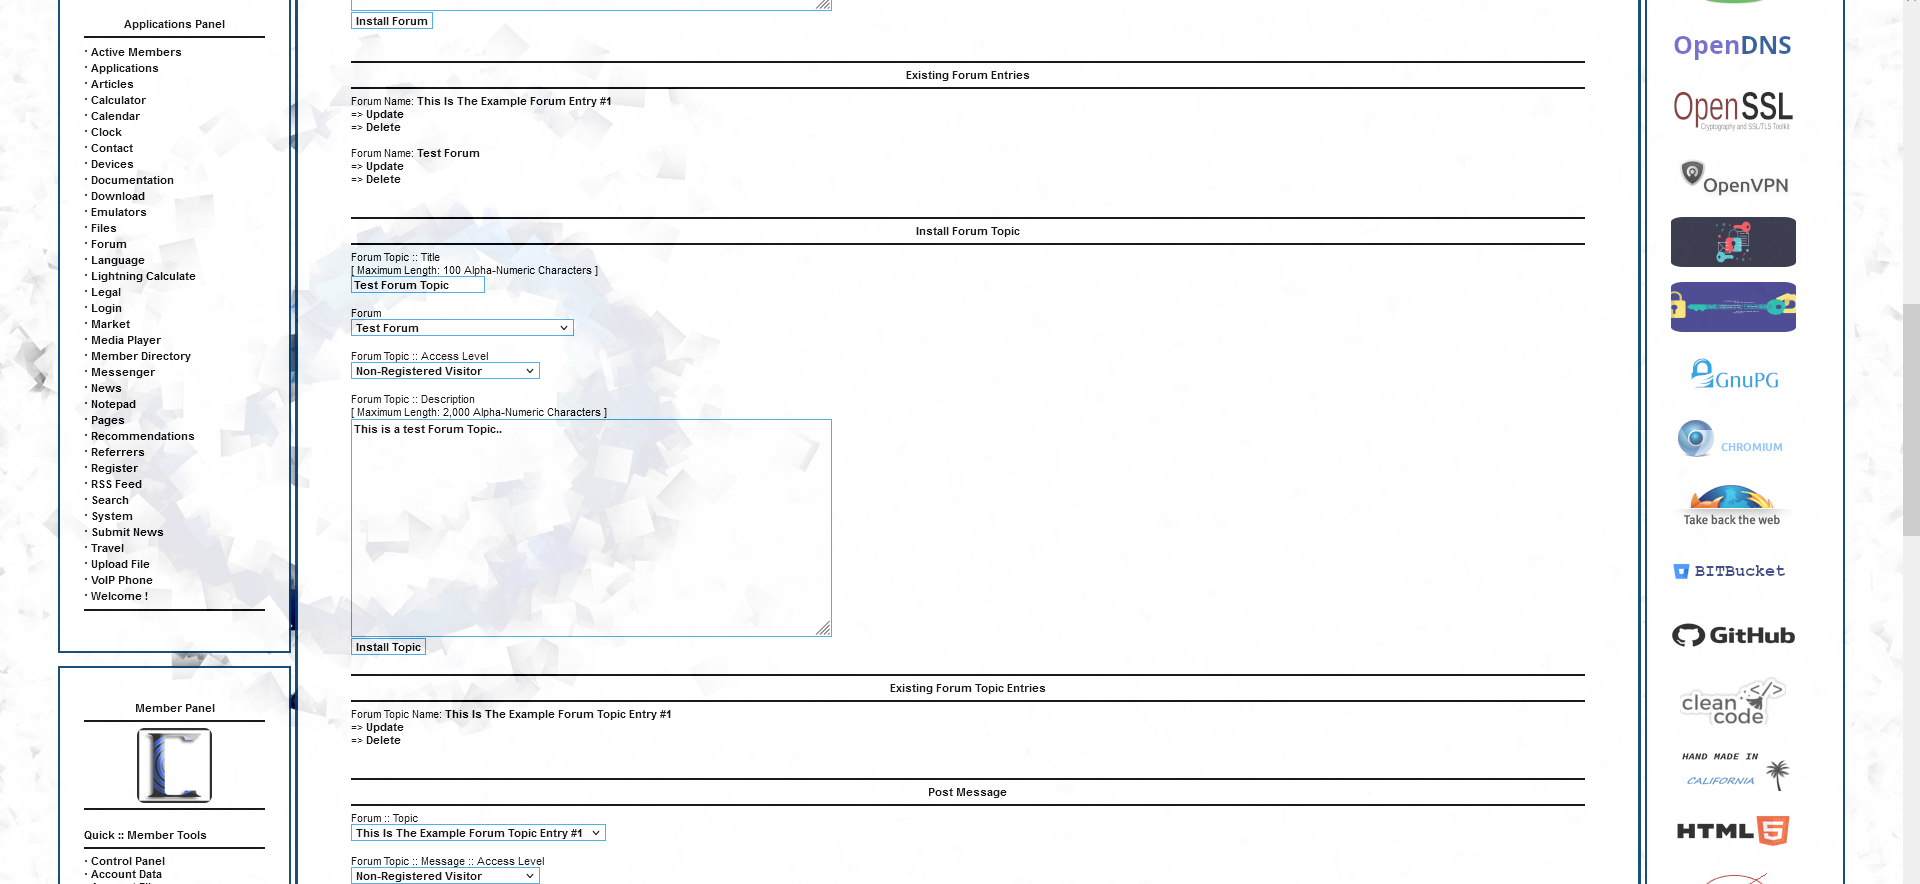 Applications Panel
· Active Members
· Applications
· Articles
· Calculator
· Calendar
· Clock
· Contact
· Devices
· Documentation
· Download
· Emulators
· Files
· Forum
· Language
· Lightning Calculate
· Legal
· Login
· Market
· Media Player
· Member Directory
· Messenger
· News
· Notepad
· Pages
· Recommendations
· Referrers
· Register
· RSS Feed
· Search
· System
· Submit News
· Travel
· Upload File
· VoIP Phone
· Welcome !
Member Panel
Quick :: Member Tools
· Control Panel
· Account Data
Install Forum
Existing Forum Entries
Forum Name: This Is The Example Forum Entry #1
=> Update
=> Delete
Forum Name: Test Forum
=> Update
=> Delete
Install Forum Topic
Forum Topic :: Title
[ Maximum Length: 100 Alpha-Numeric Characters ]
Test Forum Topic
Forum
Test Forum
Forum Topic :: Access Level
Non-Registered Visitor
Forum Topic :: Description
[ Maximum Length: 2,000 Alpha-Numeric Characters ]
This is a test Forum Topic..
Install Topic
Existing Forum Topic Entries
Forum Topic Name: This Is The Example Forum Topic Entry #1
=> Update
=> Delete
Post Message
Forum :: Topic
This Is The Example Forum Topic Entry #1
Forum Topic :: Message :: Access Level
Non-Registered Visitor
OpenDNS
OpenSSL
Cryptography and SSL/TLS Toolkit
OpenVPN
GnuPG
CHROMIUM
Take back the web
BITBucket
GitHub
clean
code
HAND MADE IN
CALIFORNIA
HTML5